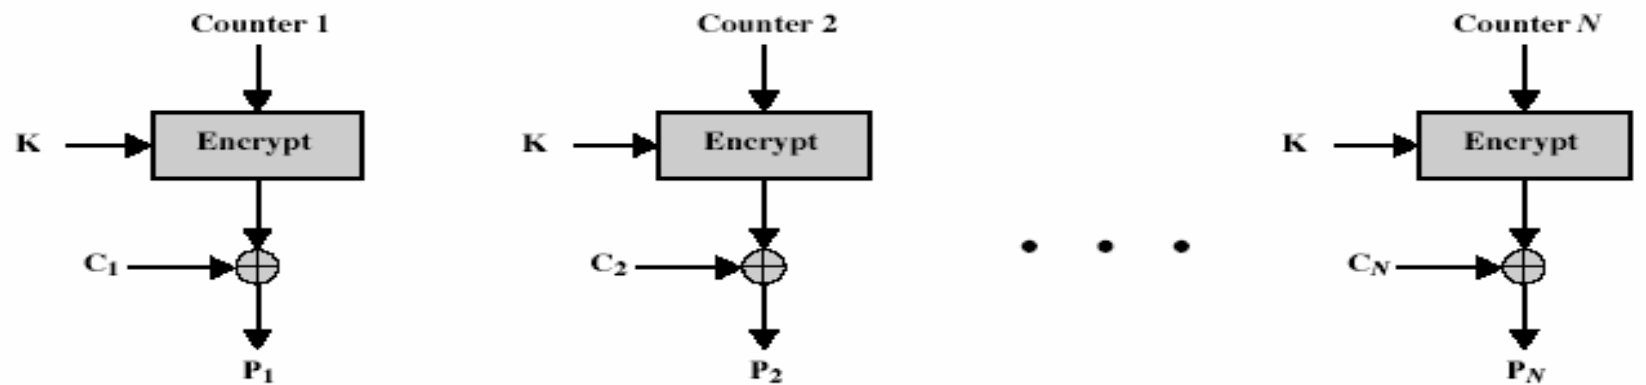 Counter 1 Counter 2 Counter N
K Encrypt K Encrypt K Encrypt
C1 C2 CN
P1 P2 PN